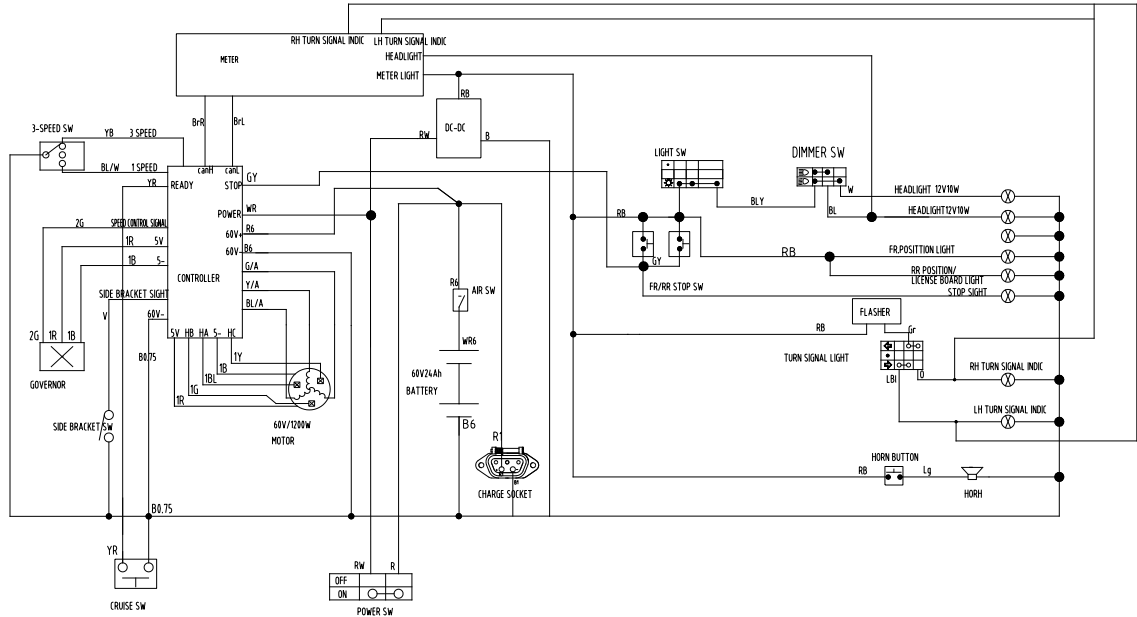 RH TURN SIGNAL INDIC
LH TURN SIGNAL INDIC
HEADLIGHT
METER
METER LIGHT
RB
DC-DC
RW
B
BrR
BrL
3-SPEED SW
YB 3 SPEED
BL/W 1 SPEED
YR
canH
canL
READY
STOP
GY
POWER
WR
2G
SPEED CONTROL SIGNAL
60V+
R6
1R
5V
60V-
B6
1B
5-
CONTROLLER
G/A
Y/A
BL/A
SIDE BRACKET SIGHT
V
60V-
5V HB HA 5- HC
2G 1R 1B
GOVERNOR
B0.75
1Y
1B
1BL
1G
1R
60V/1200W
MOTOR
SIDE BRACKET SW
B0.75
YR
CRUISE SW
R6
AIR SW
WR6
60V24Ah
BATTERY
B6
R1
B1
CHARGE SOCKET
RW
R
OFF
ON
POWER SW
LIGHT SW
DIMMER SW
BLY
W
BL
HEADLIGHT 12V10W
HEADLIGHT12V10W
RB
GY
RB
FR.POSITTION LIGHT
RR POSITION/
LICENSE BOARD LIGHT
FR/RR STOP SW
STOP SIGHT
FLASHER
RB
Gr
TURN SIGNAL LIGHT
LBl
O
RH TURN SIGNAL INDIC
LH TURN SIGNAL INDIC
HORN BUTTON
RB
Lg
HORH